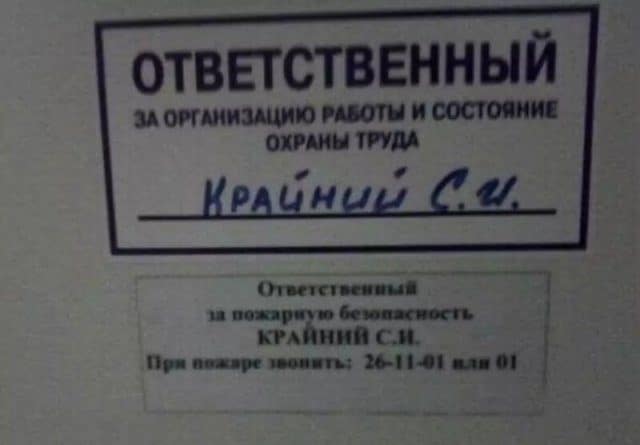 ОТВЕТСТВЕННЫЙ
ЗА ОРГАНИЗАЦИЮ РАБОТЫ И СОСТОЯНИЕ
ОХРАНЫ ТРУДА
КРАЙНИЙ С.И.
Ответственный
за пожарную безопасность
КРАЙНИЙ С.И.
При пожаре звонить: 26-11-01 или 01